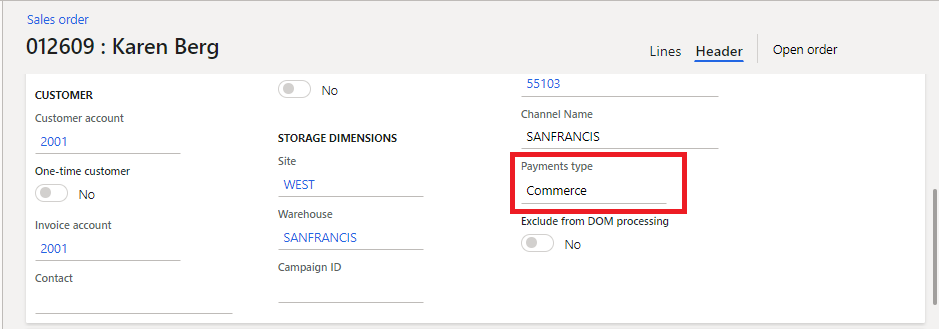 Sales order
012609 : Karen Berg
Lines
Header
Open order
CUSTOMER
Customer account
2001
One-time customer
No
Invoice account
2001
Contact
No
STORAGE DIMENSIONS
Site
WEST
Warehouse
SANFRANCIS
Campaign ID
55103
Channel Name
SANFRANCIS
Payments type
Commerce
Exclude from DOM processing
No